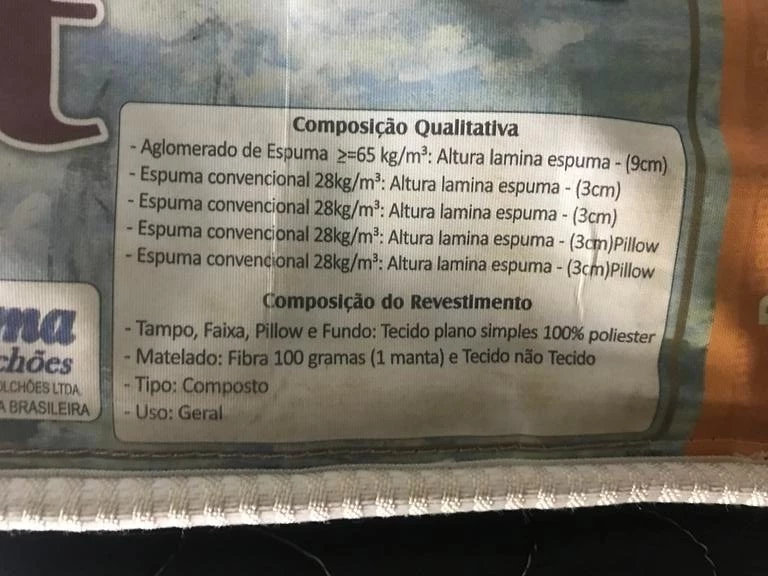 t
Composição Qualitativa
- Aglomerado de Espuma >=65 kg/m³: Altura lamina espuma - (9cm)
- Espuma convencional 28kg/m³: Altura lamina espuma - (3cm)
- Espuma convencional 28kg/m³: Altura lamina espuma - (3cm)
- Espuma convencional 28kg/m³: Altura lamina espuma - (3cm)Pillow
- Espuma convencional 28kg/m³: Altura lamina espuma - (3cm)Pillow
Composição do Revestimento
- Tampo, Faixa, Pillow e Fundo: Tecido plano simples 100% poliester
- Matelado: Fibra 100 gramas (1 manta) e Tecido não Tecido
- Tipo: Composto
- Uso: Geral
ma
chões
OLCHÕES LTDA
A BRASILEIRA